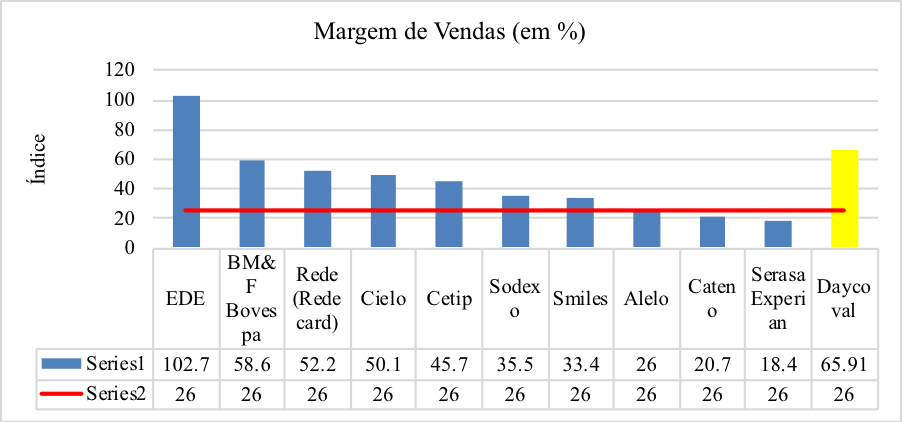 Margem de Vendas (em %)
Índice
120
100
80
60
40
20
0
EDE
BM&
F
Boves
pa
Rede
(Rede
card)
Cielo
Cetip
Sodex
o
Smiles
Alelo
Caten
o
Serasa
Experi
an
Dayco
val
Series1 102.7 58.6 52.2 50.1 45.7 35.5 33.4 26 20.7 18.4 65.91
Series2 26 26 26 26 26 26 26 26 26 26 26